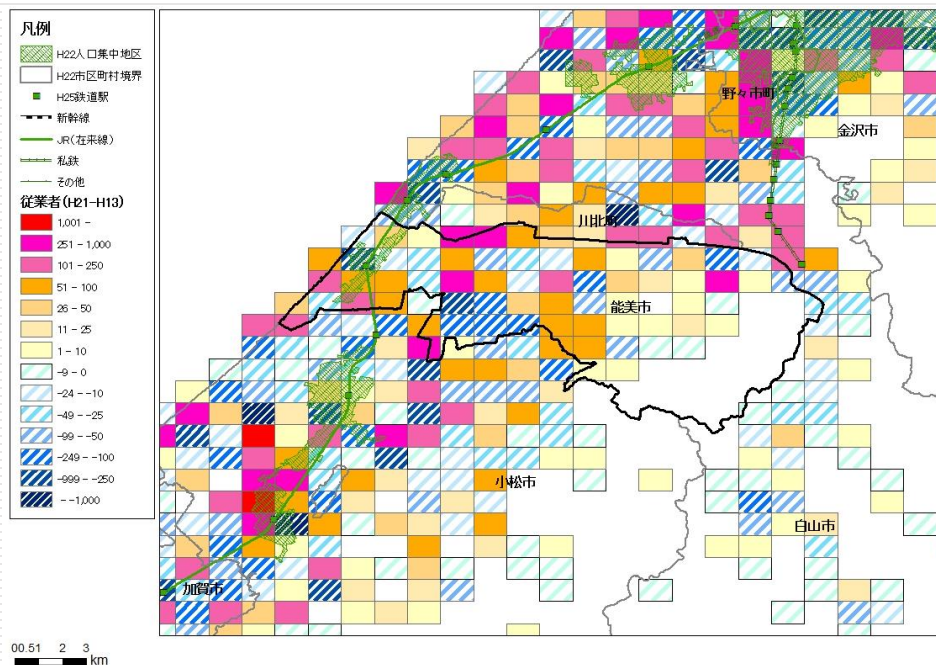 凡例
H22人口集中地区
H22市区町村境界
H25鉄道駅
新幹線
JR(在来線)
私鉄
その他
従業者(H21-H13)
1,001 -
251 - 1,000
101 - 250
51 - 100
26 - 50
11 - 25
1 - 10
-9 - 0
-24 - -10
-49 - -25
-99 - -50
-249 - -100
-999 - -250
- -1,000
野々市町
金沢市
川北町
能美市
小松市
白山市
加賀市
00.51 2 3
km